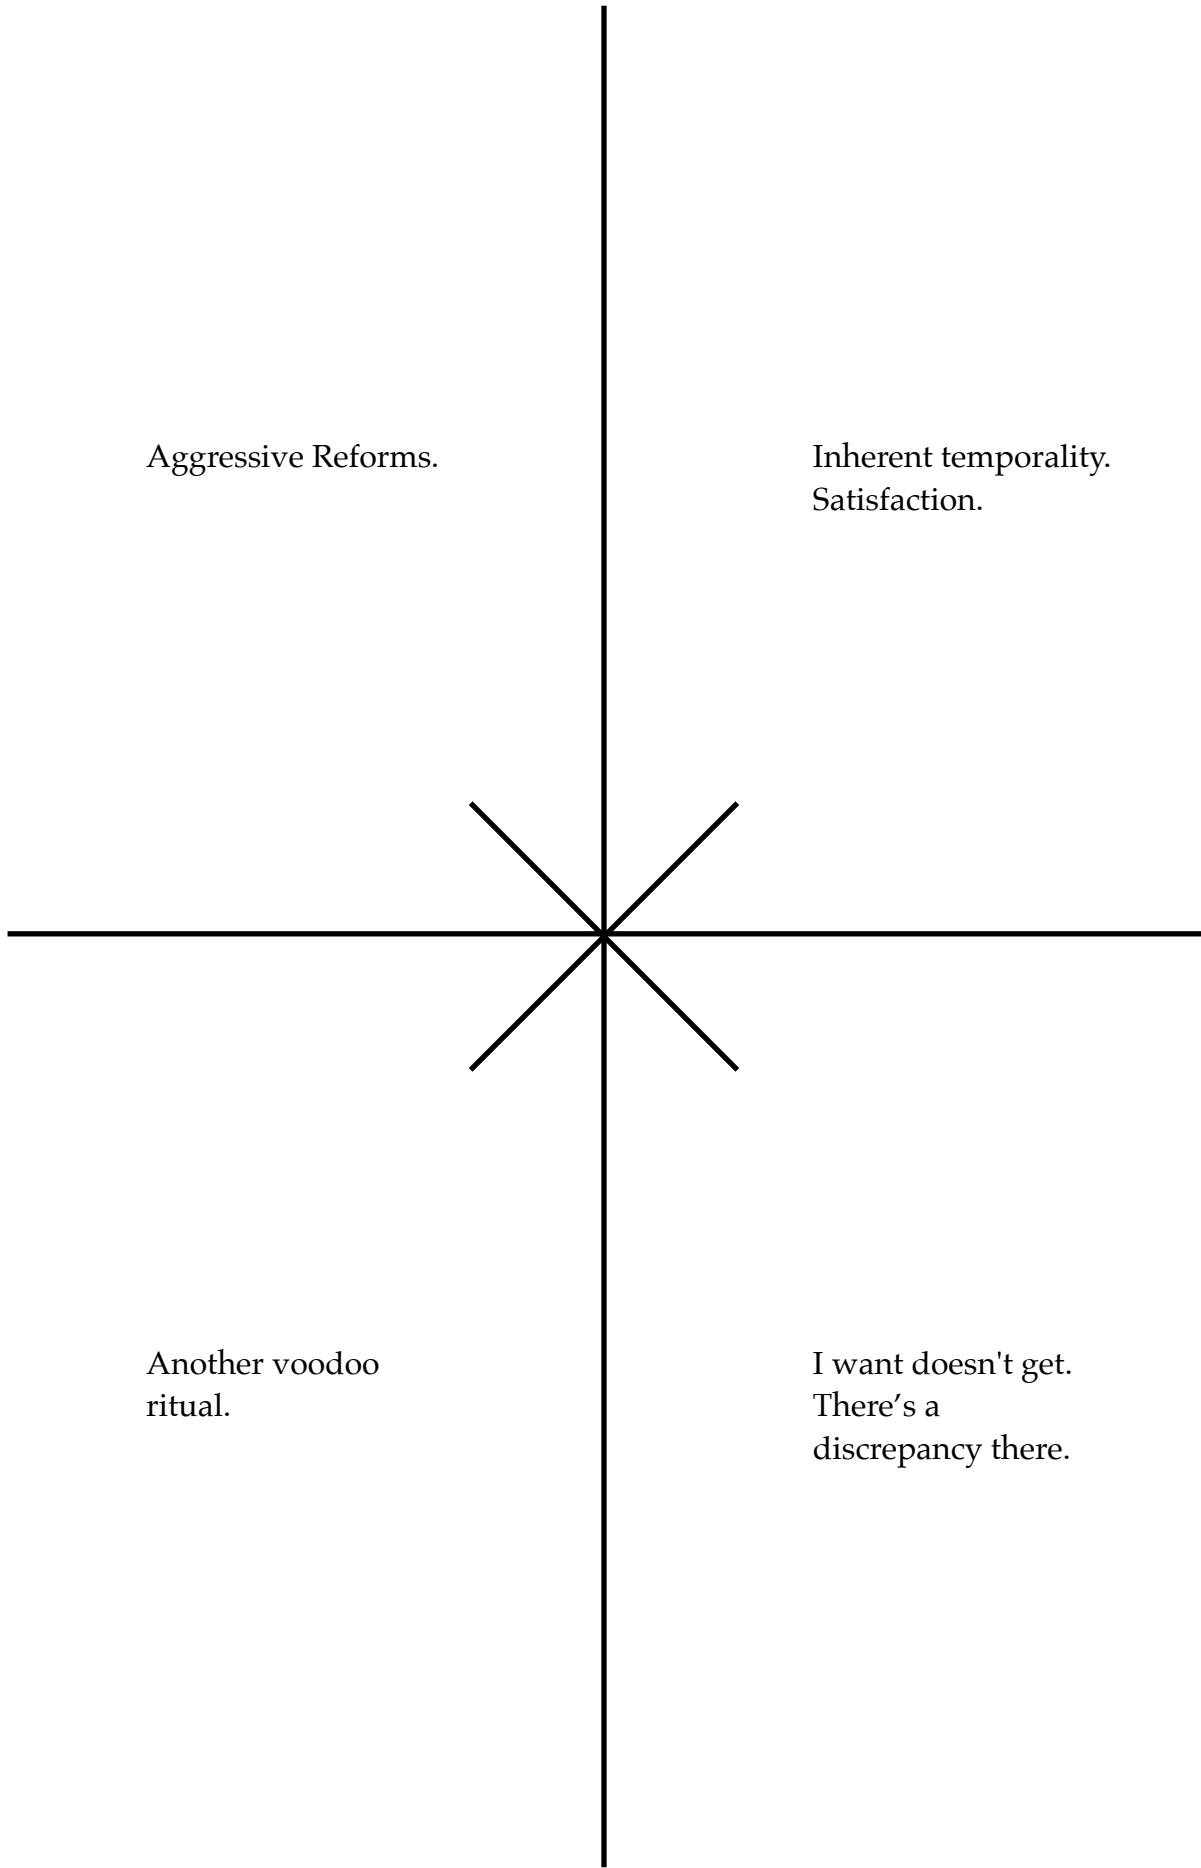 Aggressive Reforms.
Inherent temporality.
Satisfaction.
Another voodoo
ritual.
I want doesn't get.
There’s a
discrepancy there.